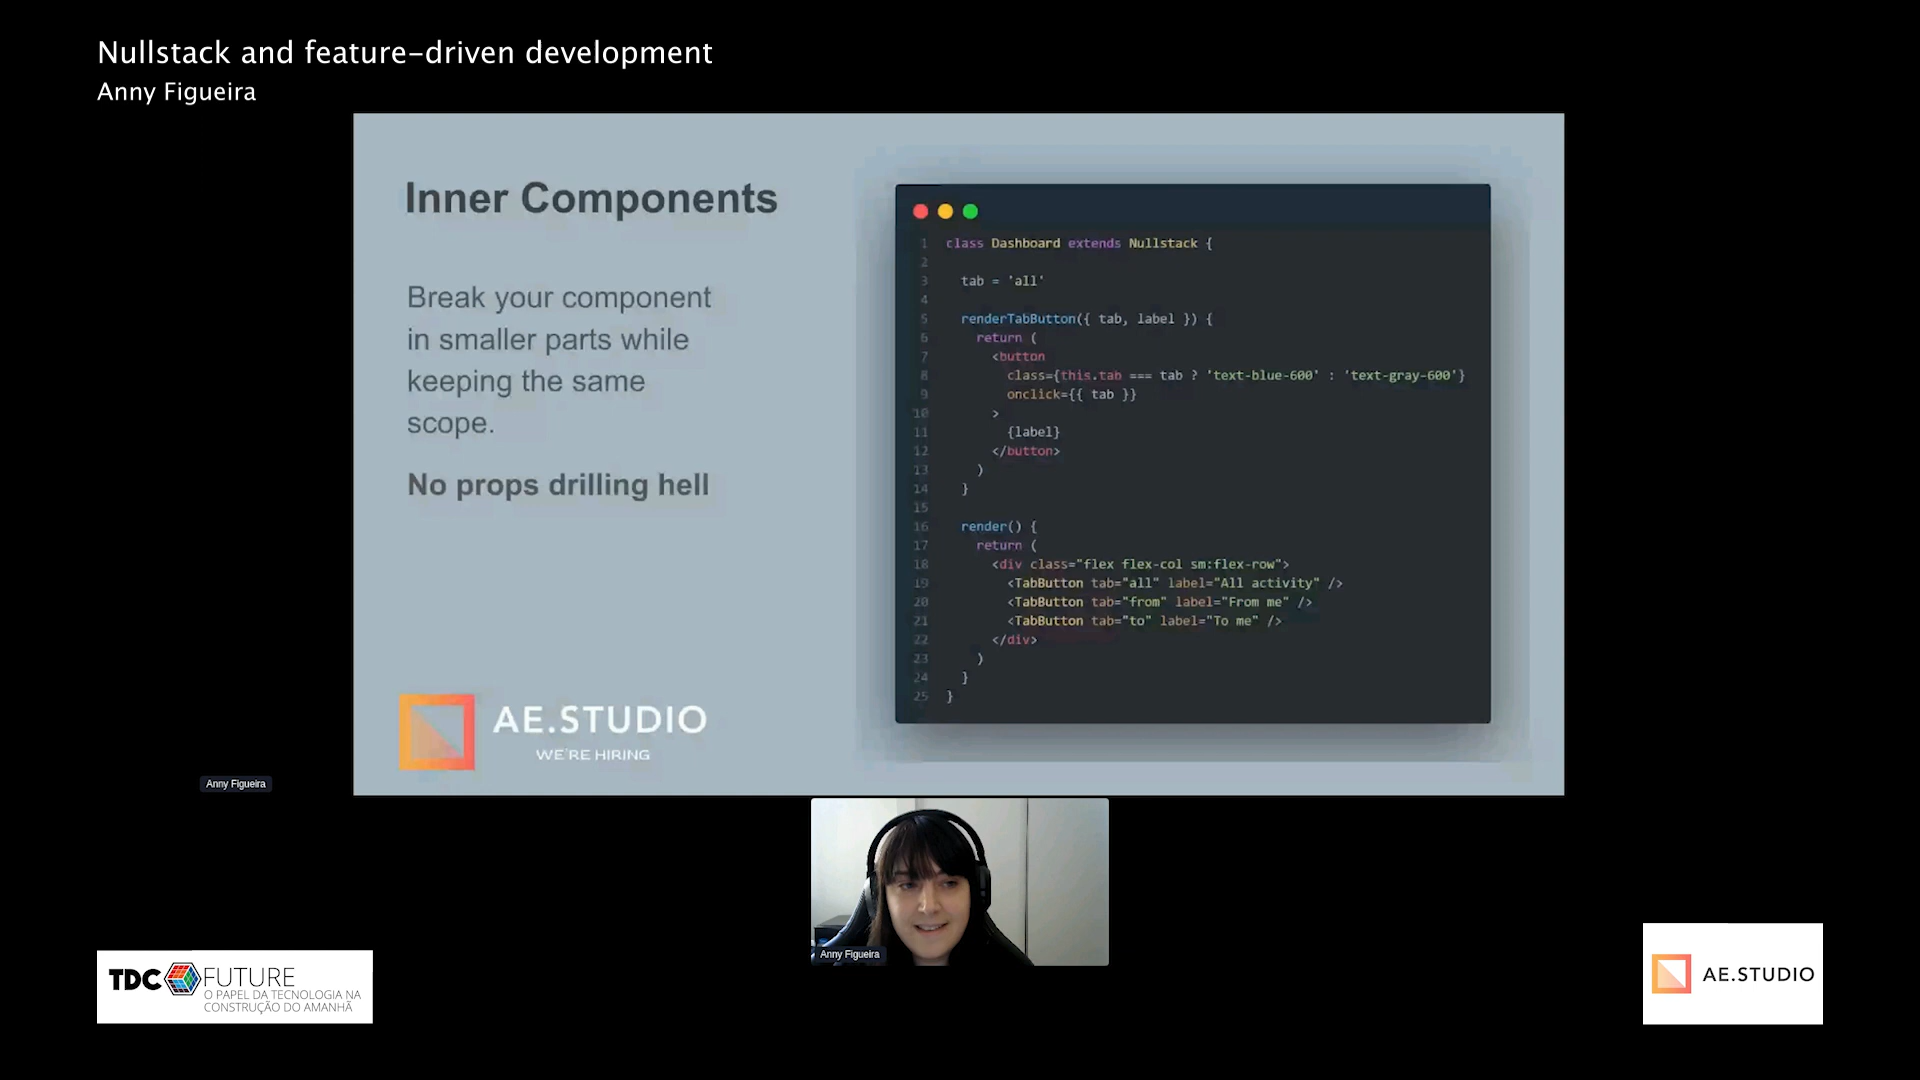 Nullstack and feature-driven development
Anny Figueira
Inner Components
Break your component
in smaller parts while
keeping the same
scope.
No props drilling hell
1 class Dashboard extends Nullstack {
2
3 tab = 'all'
4
5 renderTabButton({ tab, label }) {
6 return (
7 <button
8 class={this.tab === tab ? 'text-blue-600' : 'text-gray-600'}
9 onclick={{ tab }}
10 >
11 {label}
12 </button>
13 )
14 }
15
16 render() {
17 return (
18 <div class="flex flex-col sm:flex-row">
19 <TabButton tab="all" label="All activity" />
20 <TabButton tab="from" label="From me" />
21 <TabButton tab="to" label="To me" />
22 </div>
23 )
24 }
25 }
AE.STUDIO
WE'RE HIRING
Anny Figueira
Anny Figueira
TDC FUTURE
O PAPEL DA TECNOLOGIA NA
CONSTRUÇÃO DO AMANHÃ
AE.STUDIO